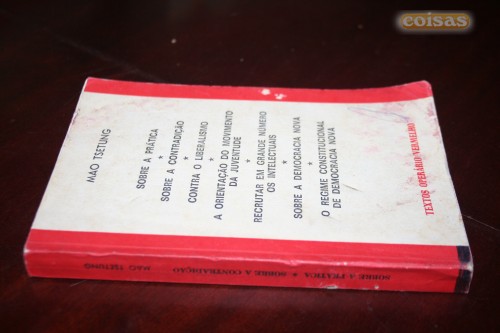 coisas
MAO TSETUNG
SOBRE A PRÁTICA
*
SOBRE A CONTRADIÇÃO
*
CONTRA O LIBERALISMO
*
A ORIENTAÇÃO DO MOVIMENTO
DA JUVENTUDE
*
RECRUTAR EM GRANDE NÚMERO
OS INTELECTUAIS
*
SOBRE A DEMOCRACIA NOVA
*
O REGIME CONSTITUCIONAL
DE DEMOCRACIA NOVA
TEXTOS OPERÁRIO VERMELHO
MAO TSETUNG SOBRE A PRÁTICA * SOBRE A CONTRADIÇÃO